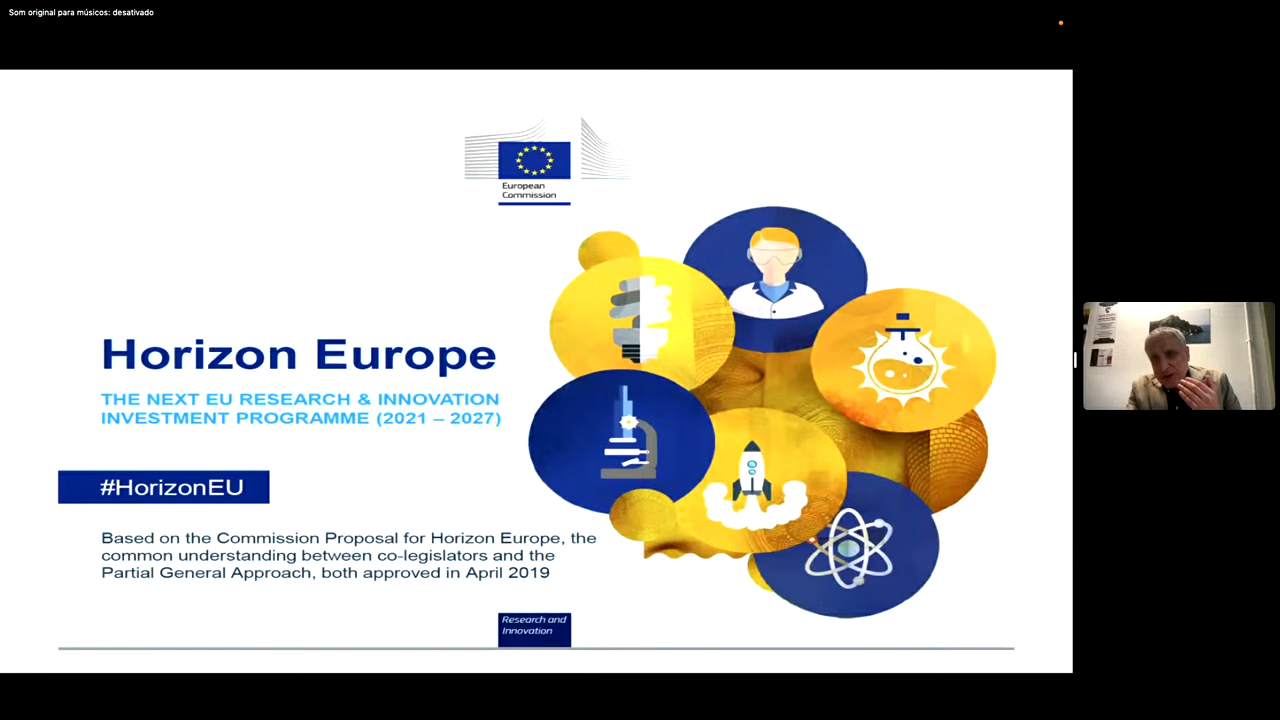 Som original para músicos: desativado
European
Commission
Horizon Europe
THE NEXT EU RESEARCH & INNOVATION
INVESTMENT PROGRAMME (2021 – 2027)
#HorizonEU
Based on the Commission Proposal for Horizon Europe, the
common understanding between co-legislators and the
Partial General Approach, both approved in April 2019
Research and
Innovation